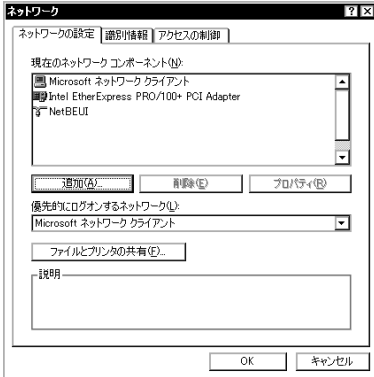 ネットワーク
ネットワークの設定 識別情報 アクセスの制御
現在のネットワーク コンポーネント(N):
Microsoft ネットワーク クライアント
Intel EtherExpress PRO/100+ PCI Adapter
NetBEUI
追加(A)... 削除(E) プロパティ(R)
優先的にログオンするネットワーク(L):
Microsoft ネットワーク クライアント
ファイルとプリンタの共有(F)...
説明
OK キャンセル